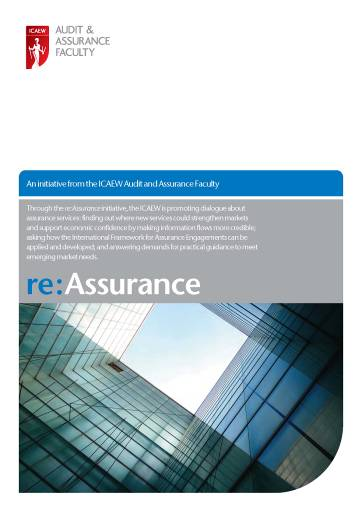 ICAEW
AUDIT &
ASSURANCE
FACULTY
An initiative from the ICAEW Audit and Assurance Faculty
Through the re:Assurance initiative, the ICAEW is promoting dialogue about
assurance services: finding out where new services could strengthen markets
and support economic confidence by making information flows more credible;
asking how the International Framework for Assurance Engagements can be
applied and developed; and answering demands for practical guidance to meet
emerging market needs.
re:Assurance